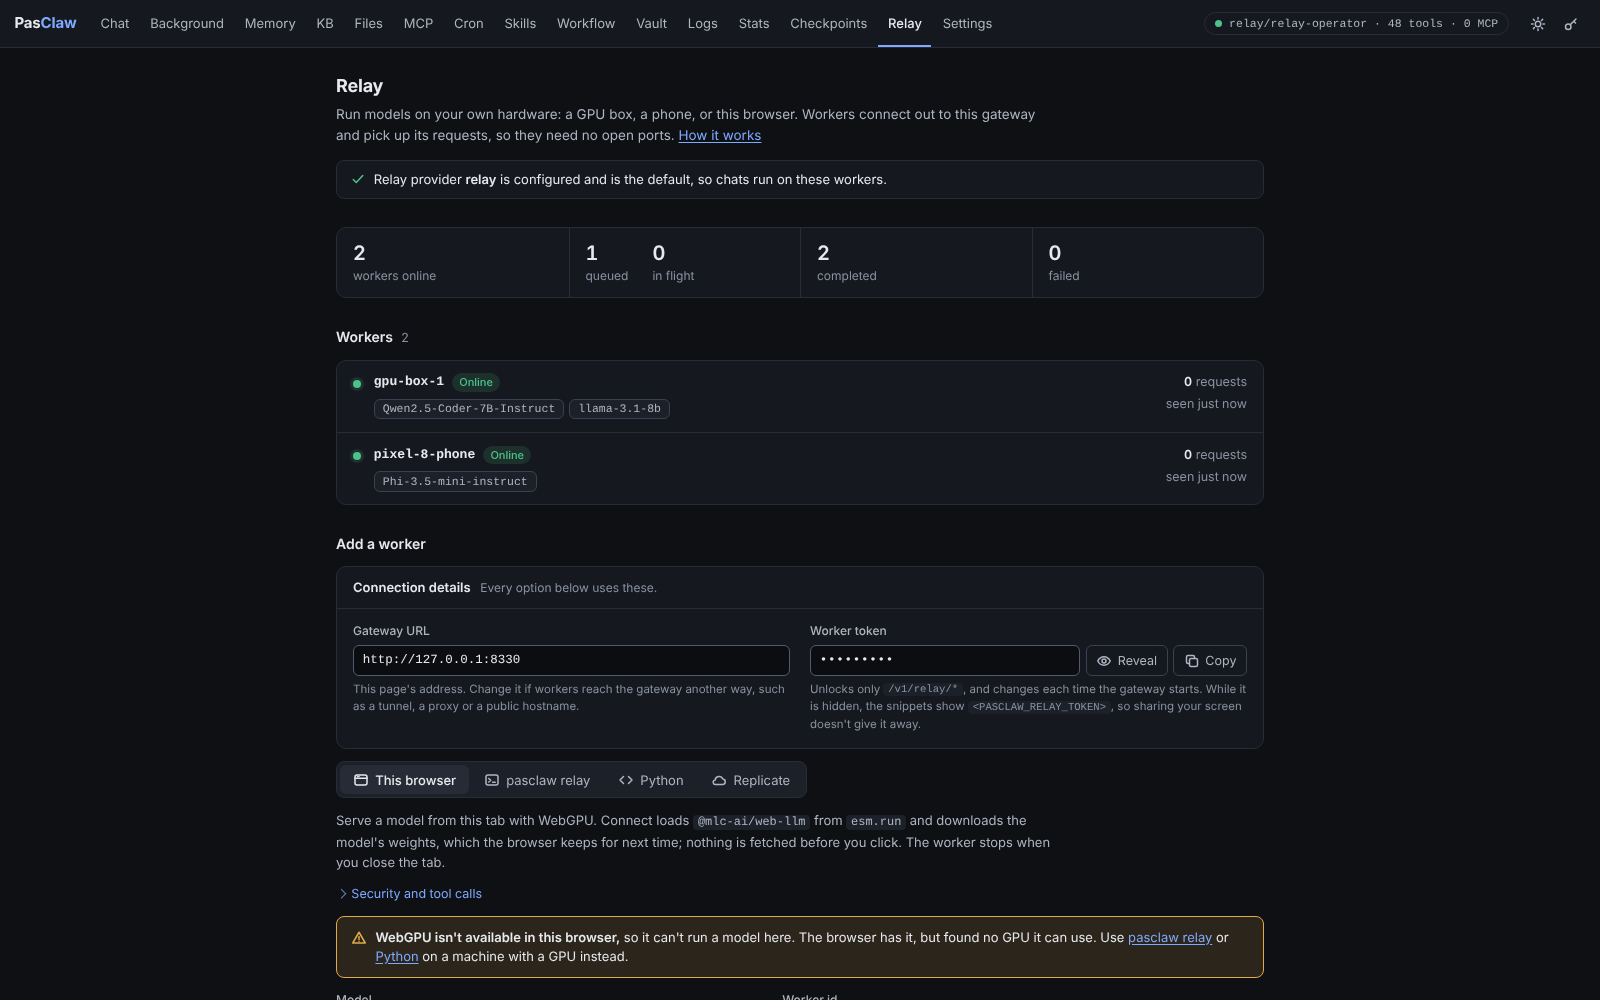 PasClaw Chat Background Memory KB Files MCP Cron Skills Workflow Vault Logs Stats Checkpoints Relay Settings relay/relay-operator · 48 tools · 0 MCP
Relay
Run models on your own hardware: a GPU box, a phone, or this browser. Workers connect out to this gateway
and pick up its requests, so they need no open ports. How it works
Relay provider relay is configured and is the default, so chats run on these workers.
2 1 0 2 0
workers online queued in flight completed failed
Workers 2
gpu-box-1 Online 0 requests
Qwen2.5-Coder-7B-Instruct llama-3.1-8b seen just now
pixel-8-phone Online 0 requests
Phi-3.5-mini-instruct seen just now
Add a worker
Connection details Every option below uses these.
Gateway URL
http://127.0.0.1:8330
This page's address. Change it if workers reach the gateway another way, such
as a tunnel, a proxy or a public hostname.
Worker token
••••••••• Reveal Copy
Unlocks only /v1/relay/*, and changes each time the gateway starts. While it
is hidden, the snippets show <PASCLAW_RELAY_TOKEN>, so sharing your screen
doesn't give it away.
This browser pasclaw relay Python Replicate
Serve a model from this tab with WebGPU. Connect loads @mlc-ai/web-llm from esm.run and downloads the
model's weights, which the browser keeps for next time; nothing is fetched before you click. The worker stops when
you close the tab.
Security and tool calls
WebGPU isn't available in this browser, so it can't run a model here. The browser has it, but found no GPU it can use. Use pasclaw relay or
Python on a machine with a GPU instead.
Model Worker id